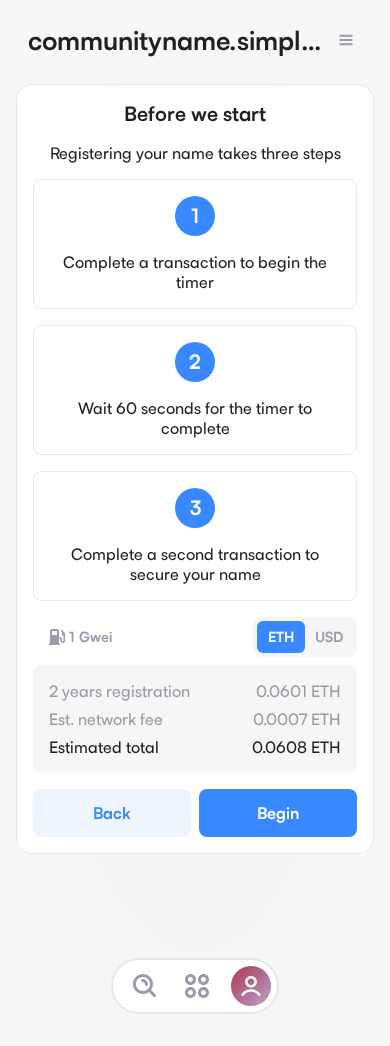 communityname.simpl...
Before we start
Registering your name takes three steps
1
Complete a transaction to begin the
timer
2
Wait 60 seconds for the timer to
complete
3
Complete a second transaction to
secure your name
1 Gwei
ETH USD
2 years registration 0.0601 ETH
Est. network fee 0.0007 ETH
Estimated total 0.0608 ETH
Back Begin